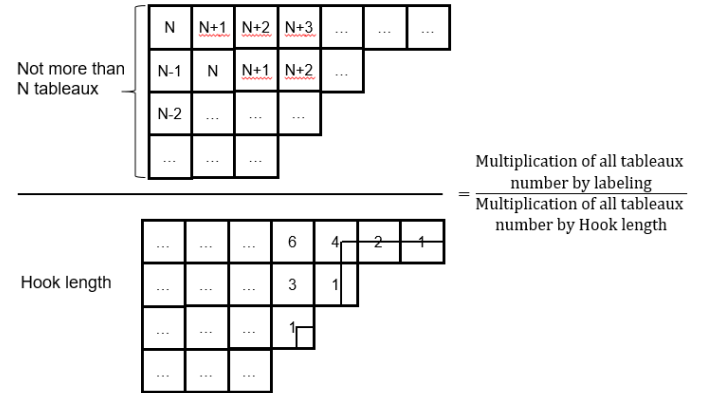 N N+1 N+2 N+3 ... ... ...
Not more than
N tableaux
N-1 N N+1 N+2 ...
N-2 ... ... ...
... ... ...
= Multiplication of all tableaux
number by labeling
Multiplication of all tableaux
number by Hook length
... ... ... 6 4 2 1
Hook length
... ... ... 3 1
... ... ... 1
... ... ...